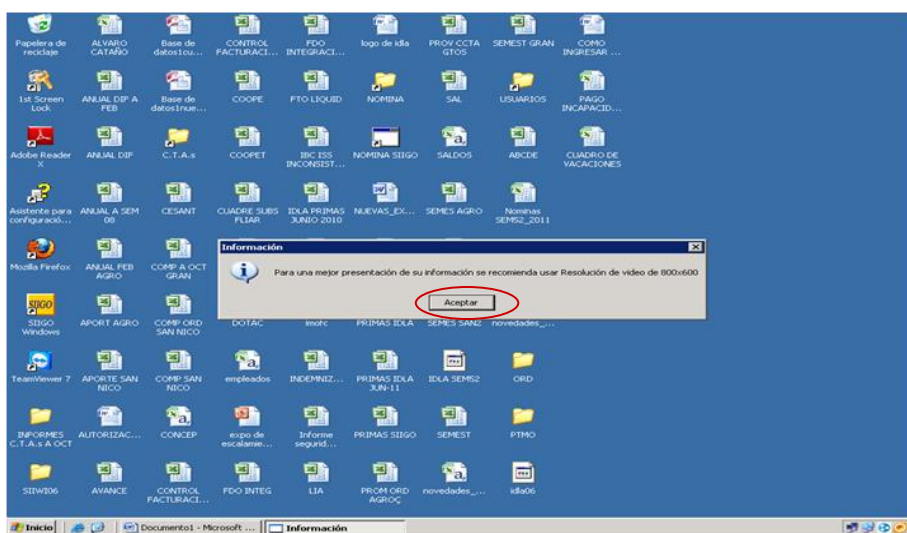 Papelera de
reciclaje
ALVARO
CATAÑO
Base de
datos1cu...
CONTROL
FACTURACI...
FDO
INTEGRACI...
logo de idla
PROV CCTA
GTOS
SEMEST GRAN
COMO
INGRESAR ...
1st Screen
Lock
ANUAL DIF A
FEB
Base de
datos1nue...
COOPE
FTO LIQUID
NOMINA
SAL
USUARIOS
PAGO
INCAPACID...
Adobe Reader
X
ANUAL DIF
C.T.A.s
COOPET
IBC ISS
INCONSIST...
NOMINA SIIGO
SALDOS
ABCDE
CUADRO DE
VACACIONES
Asistente para
configuració...
ANUAL A SEM
08
CESANT
CUADRE SUBS
FLIAR
IDLA PRIMAS
JUNIO 2010
NUEVAS_EX...
SEMES AGRO
Nominas
SEMS2_2011
Mozilla Firefox
ANUAL FEB
AGRO
COMP A OCT
GRAN
Información
Para una mejor presentación de su información se recomienda usar Resolución de video de 800x600
Aceptar
SIIGO
SIIGO
Windows
APORT AGRO
COMP ORD
SAN NICO
DOTAC
PRIMAS IDLA
SEMES SAN2
novedades_...
TeamViewer 7
APORTE SAN
NICO
COMP SAN
NICO
empleados
INDEMNIZ...
PRIMAS IDLA
JUN-11
IDLA SEMS2
ORD
INFORMES
C.T.A.s A OCT
AUTORIZAC...
CONCEP
expo de
escalamie...
Informe
segurid...
PRIMAS SIIGO
SEMEST
PTMO
SIIWI06
AVANCE
CONTROL
FACTURACI...
FDO INTEG
LIA
PROM ORD
AGROÇ
novedades_...
idla06
Inicio
Documento1 - Microsoft ...
Información